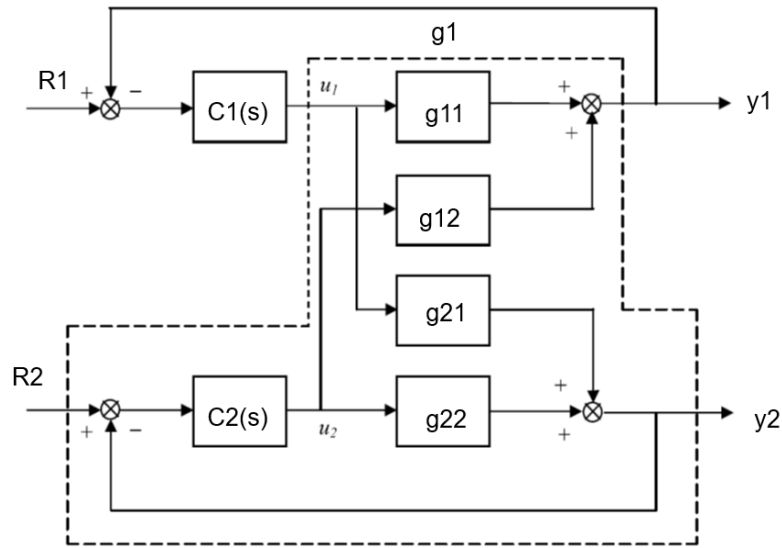 g1
R1
+
−
C1(s)
u1
g11
+
+
y1
g12
g21
R2
+
−
C2(s)
u2
g22
+
+
y2